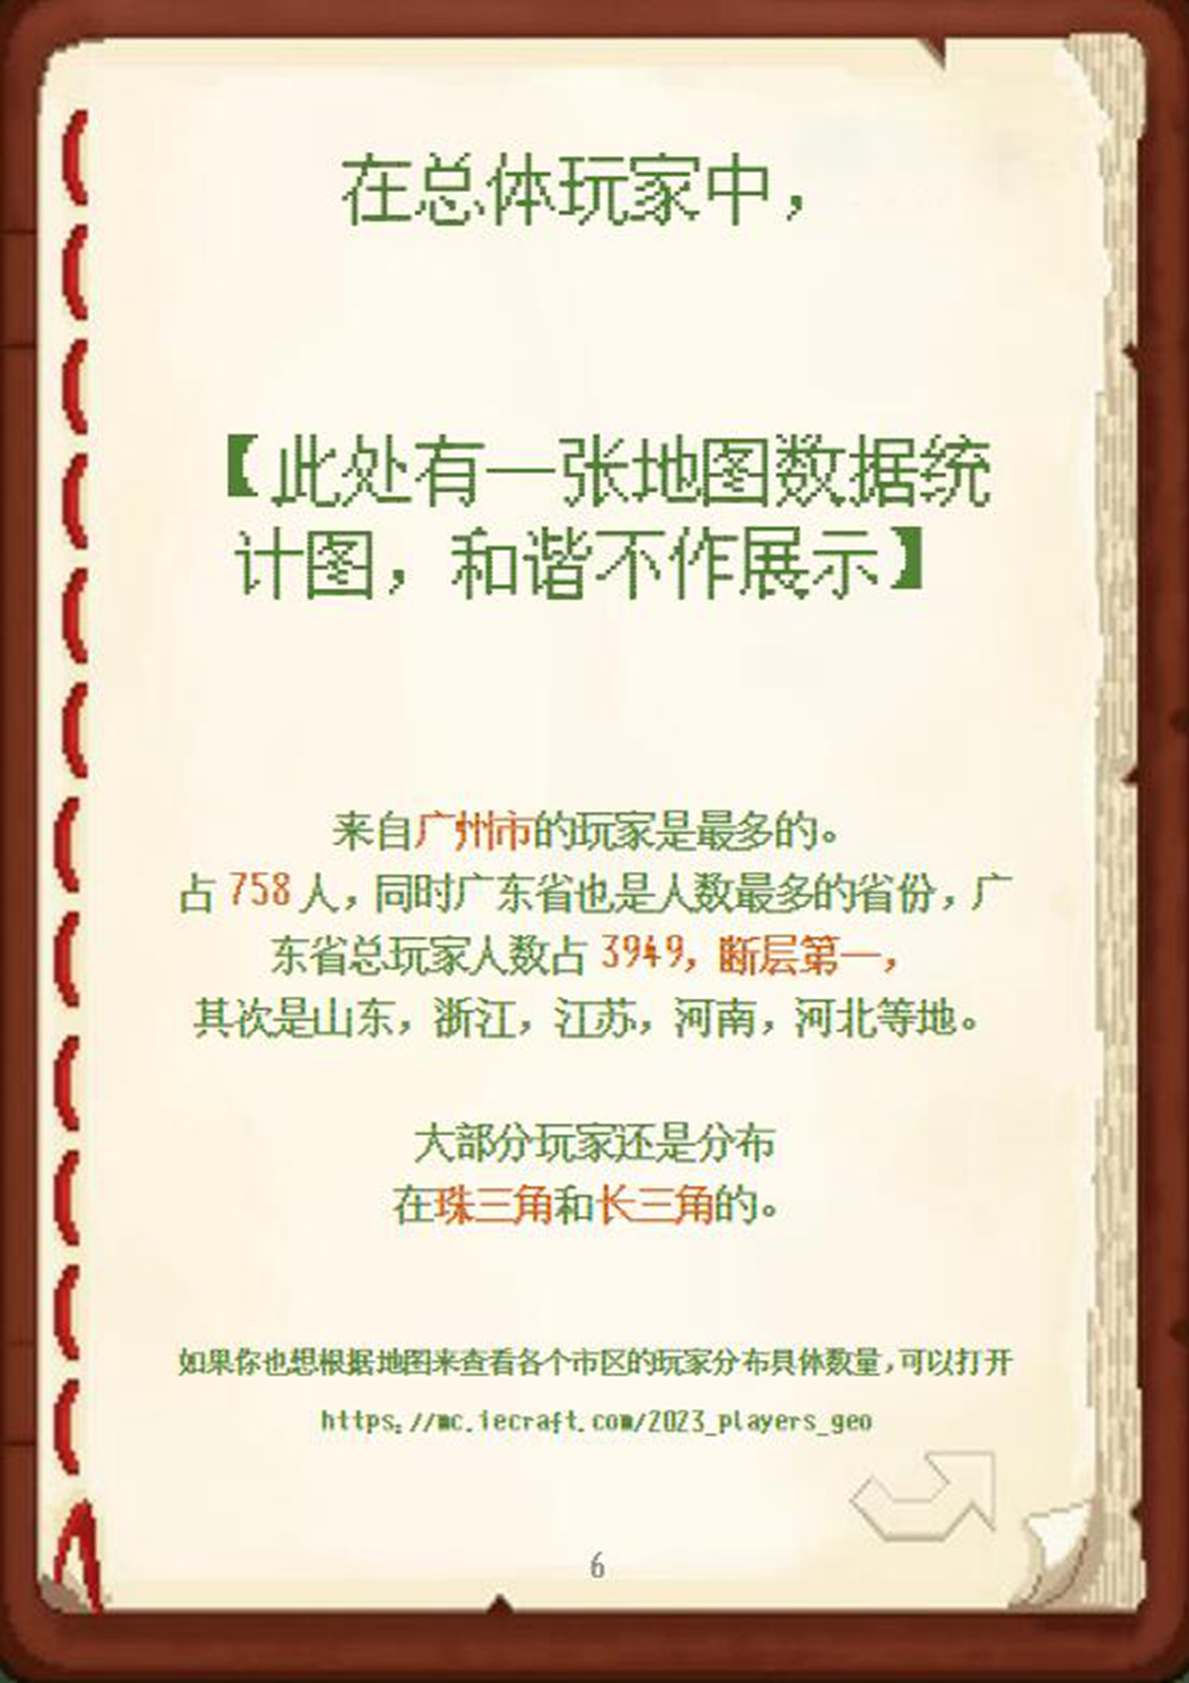 在总体玩家中，
【此处有一张地图数据统
计图，和谐不作展示】
来自广州市的玩家是最多的。
占 758 人，同时广东省也是人数最多的省份，广
东省总玩家人数占 3949，断层第一，
其次是山东，浙江，江苏，河南，河北等地。
大部分玩家还是分布
在珠三角和长三角的。
如果你也想根据地图来查看各个市区的玩家分布具体数量，可以打开
https://mc.iecraft.com/2023_players_geo
6